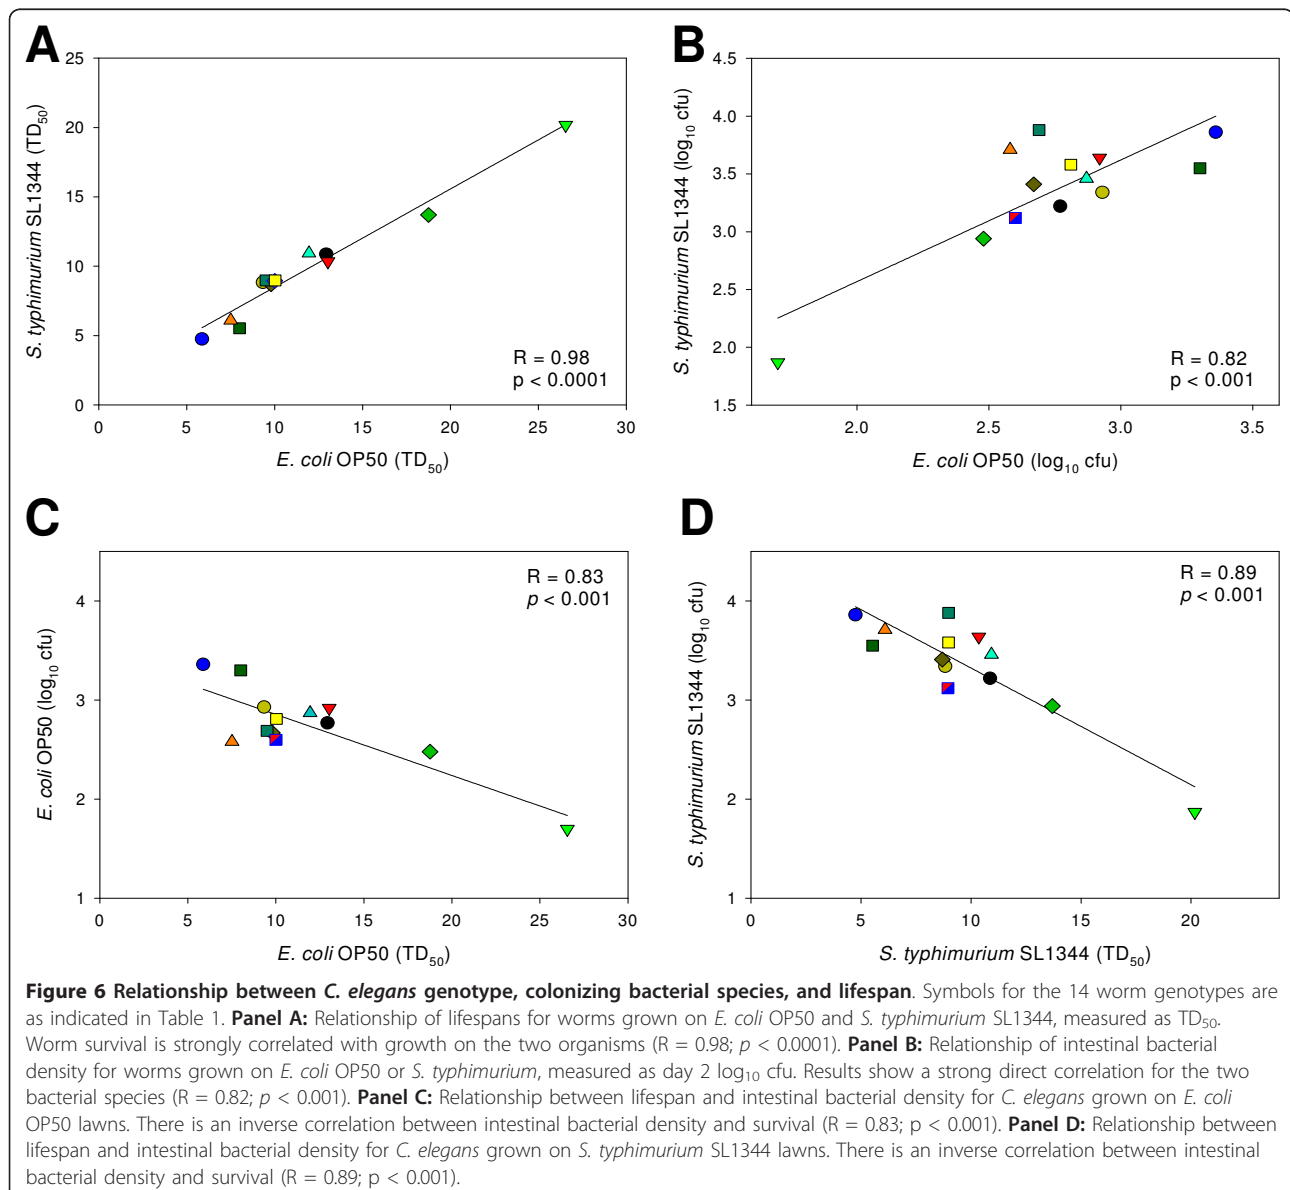 A
25
20
15
10
5
0
S. typhimurium SL1344 (TD50)
R = 0.98
p < 0.0001
0 5 10 15 20 25 30
E. coli OP50 (TD50)
B
4.5
4.0
3.5
3.0
2.5
2.0
1.5
S. typhimurium SL1344 (log10 cfu)
R = 0.82
p < 0.001
2.0 2.5 3.0 3.5
E. coli OP50 (log10 cfu)
C
4
3
2
1
E. coli OP50 (log10 cfu)
R = 0.83
p < 0.001
0 5 10 15 20 25 30
E. coli OP50 (TD50)
D
4
3
2
1
S. typhimurium SL1344 (log10 cfu)
R = 0.89
p < 0.001
0 5 10 15 20
S. typhimurium SL1344 (TD50)
Figure 6 Relationship between C. elegans genotype, colonizing bacterial species, and lifespan. Symbols for the 14 worm genotypes are
as indicated in Table 1. Panel A: Relationship of lifespans for worms grown on E. coli OP50 and S. typhimurium SL1344, measured as TD50.
Worm survival is strongly correlated with growth on the two organisms (R = 0.98; p < 0.0001). Panel B: Relationship of intestinal bacterial
density for worms grown on E. coli OP50 or S. typhimurium, measured as day 2 log10 cfu. Results show a strong direct correlation for the two
bacterial species (R = 0.82; p < 0.001). Panel C: Relationship between lifespan and intestinal bacterial density for C. elegans grown on E. coli
OP50 lawns. There is an inverse correlation between intestinal bacterial density and survival (R = 0.83; p < 0.001). Panel D: Relationship between
lifespan and intestinal bacterial density for C. elegans grown on S. typhimurium SL1344 lawns. There is an inverse correlation between intestinal
bacterial density and survival (R = 0.89; p < 0.001).